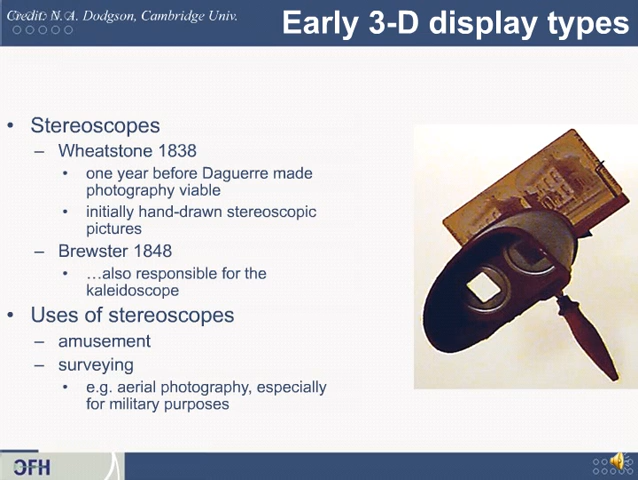 Credit: N. A. Dodgson, Cambridge Univ.
Early 3-D display types
• Stereoscopes
– Wheatstone 1838
• one year before Daguerre made
photography viable
• initially hand-drawn stereoscopic
pictures
– Brewster 1848
• …also responsible for the
kaleidoscope
• Uses of stereoscopes
– amusement
– surveying
• e.g. aerial photography, especially
for military purposes
OFH